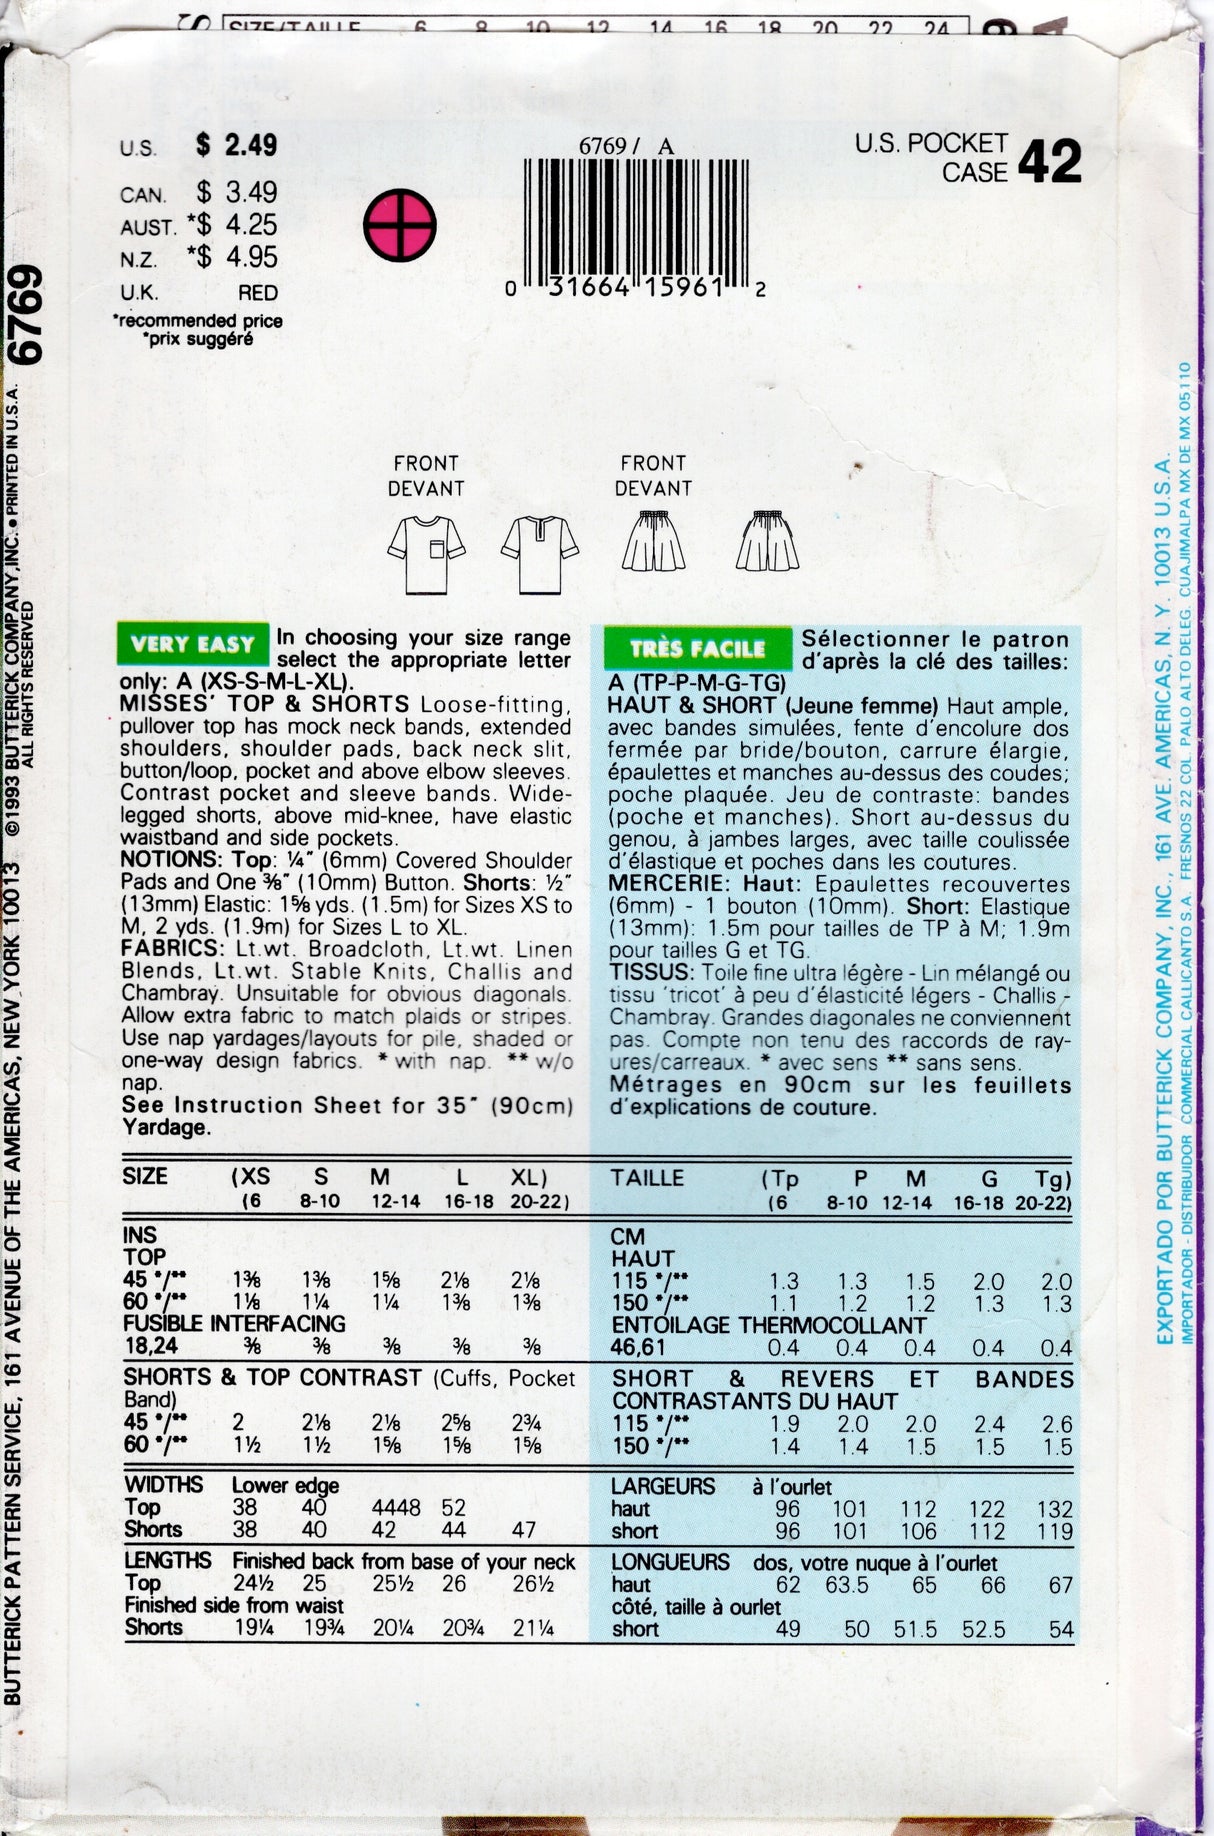 SIZE/TAILLE 6 8 10 12 14 16 18 20 22 24
U.S. $ 2.49
CAN. $ 3.49
AUST. *$ 4.25
N.Z. *$ 4.95
U.K. RED
*recommended price
*prix suggéré
6769 / A
0 31664 15961 2
U.S. POCKET
CASE 42
FRONT
DEVANT
FRONT
DEVANT
VERY EASY In choosing your size range
select the appropriate letter
only: A (XS-S-M-L-XL).
MISSES' TOP & SHORTS Loose-fitting,
pullover top has mock neck bands, extended
shoulders, shoulder pads, back neck slit,
button/loop, pocket and above elbow sleeves.
Contrast pocket and sleeve bands. Wide-
legged shorts, above mid-knee, have elastic
waistband and side pockets.
NOTIONS: Top: ¼" (6mm) Covered Shoulder
Pads and One ⅜" (10mm) Button. Shorts: ½"
(13mm) Elastic: 1⅝ yds. (1.5m) for Sizes XS to
M, 2 yds. (1.9m) for Sizes L to XL.
FABRICS: Lt.wt. Broadcloth, Lt.wt. Linen
Blends, Lt.wt. Stable Knits, Challis and
Chambray. Unsuitable for obvious diagonals.
Allow extra fabric to match plaids or stripes.
Use nap yardages/layouts for pile, shaded or
one-way design fabrics. * with nap. ** w/o
nap.
See Instruction Sheet for 35" (90cm)
Yardage.
TRÈS FACILE Sélectionner le patron
d'après la clé des tailles:
A (TP-P-M-G-TG)
HAUT & SHORT (Jeune femme) Haut ample,
avec bandes simulées, fente d'encolure dos
fermée par bride/bouton, carrure élargie,
épaulettes et manches au-dessus des coudes;
poche plaquée. Jeu de contraste: bandes
(poche et manches). Short au-dessus du
genou, à jambes larges, avec taille coulissée
d'élastique et poches dans les coutures.
MERCERIE: Haut: Epaulettes recouvertes
(6mm) - 1 bouton (10mm). Short: Elastique
(13mm): 1.5m pour tailles de TP à M; 1.9m
pour tailles G et TG.
TISSUS: Toile fine ultra légère - Lin mélangé ou
tissu 'tricot' à peu d'élasticité légers - Challis -
Chambray. Grandes diagonales ne conviennent
pas. Compte non tenu des raccords de ray-
ures/carreaux. * avec sens ** sans sens.
Métrages en 90cm sur les feuillets
d'explications de couture.
SIZE (XS S M L XL)
(6 8-10 12-14 16-18 20-22)
INS
TOP
45 */** 1⅜ 1⅜ 1⅝ 2⅛ 2⅛
60 */** 1⅛ 1¼ 1¼ 1⅜ 1⅜
FUSIBLE INTERFACING
18,24 ⅜ ⅜ ⅜ ⅜ ⅜
SHORTS & TOP CONTRAST (Cuffs, Pocket
Band)
45 */** 2 2⅛ 2⅛ 2⅝ 2¾
60 */** 1½ 1½ 1⅝ 1⅝ 1⅝
WIDTHS Lower edge
Top 38 40 4448 52
Shorts 38 40 42 44 47
LENGTHS Finished back from base of your neck
Top 24½ 25 25½ 26 26½
Finished side from waist
Shorts 19¼ 19¾ 20¼ 20¾ 21¼
TAILLE (Tp P M G Tg)
(6 8-10 12-14 16-18 20-22)
CM
HAUT
115 */** 1.3 1.3 1.5 2.0 2.0
150 */** 1.1 1.2 1.2 1.3 1.3
ENTOILAGE THERMOCOLLANT
46,61 0.4 0.4 0.4 0.4 0.4
SHORT & REVERS ET BANDES
CONTRASTANTS DU HAUT
115 */** 1.9 2.0 2.0 2.4 2.6
150 */** 1.4 1.4 1.5 1.5 1.5
LARGEURS à l'ourlet
haut 96 101 112 122 132
short 96 101 106 112 119
LONGUEURS dos, votre nuque à l'ourlet
haut 62 63.5 65 66 67
côté, taille à ourlet
short 49 50 51.5 52.5 54
BUTTERICK PATTERN SERVICE, 161 AVENUE OF THE AMERICAS, NEW YORK 10013 ©1993 BUTTERICK COMPANY, INC. • PRINTED IN U.S.A. 6769
ALL RIGHTS RESERVED
EXPORTADO POR BUTTERICK COMPANY, INC., 161 AVE. AMERICAS, N. Y. 10013 U.S.A.
IMPORTADOR - DISTRIBUIDOR COMMERCIAL CALLICANTO S.A. FRESNOS 22 COL. PALO ALTO DELEG. CUAJIMALPA MX DE MX 05110